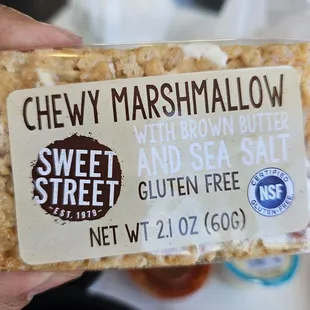 CHEWY MARSHMALLOW
WITH BROWN BUTTER
AND SEA SALT
SWEET
STREET
EST. 1979
GLUTEN FREE
CERTIFIED
NSF
GLUTEN-FREE
NET WT 2.1 OZ (60G)